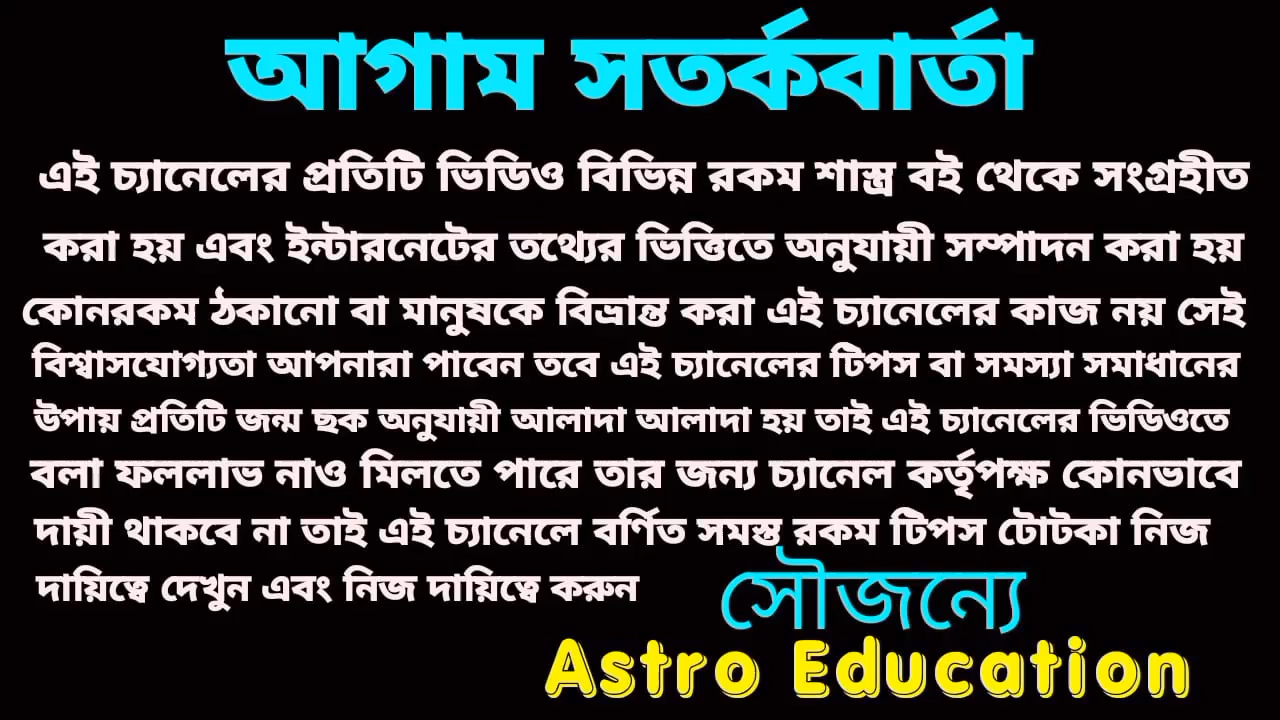 আগাম সতর্কবার্তা
এই চ্যানেলের প্রতিটি ভিডিও বিভিন্ন রকম শাস্ত্র বই থেকে সংগ্রহীত
করা হয় এবং ইন্টারনেটের তথ্যের ভিত্তিতে অনুযায়ী সম্পাদন করা হয়
কোনরকম ঠকানো বা মানুষকে বিভ্রান্ত করা এই চ্যানেলের কাজ নয় সেই
বিশ্বাসযোগ্যতা আপনারা পাবেন তবে এই চ্যানেলের টিপস বা সমস্যা সমাধানের
উপায় প্রতিটি জন্ম ছক অনুযায়ী আলাদা আলাদা হয় তাই এই চ্যানেলের ভিডিওতে
বলা ফললাভ নাও মিলতে পারে তার জন্য চ্যানেল কর্তৃপক্ষ কোনভাবে
দায়ী থাকবে না তাই এই চ্যানেলে বর্ণিত সমস্ত রকম টিপস টোটকা নিজ
দায়িত্বে দেখুন এবং নিজ দায়িত্বে করুন
সৌজন্যে
Astro Education